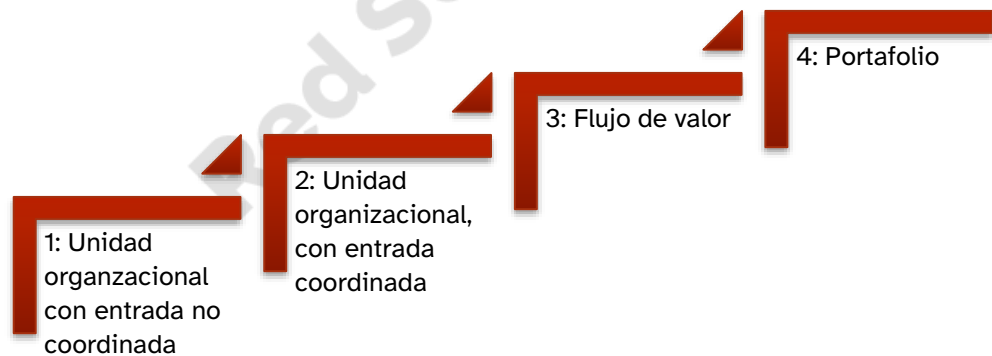 1: Unidad
organzacional
con entrada no
coordinada
2: Unidad
organizacional,
con entrada
coordinada
3: Flujo de valor
4: Portafolio
Red